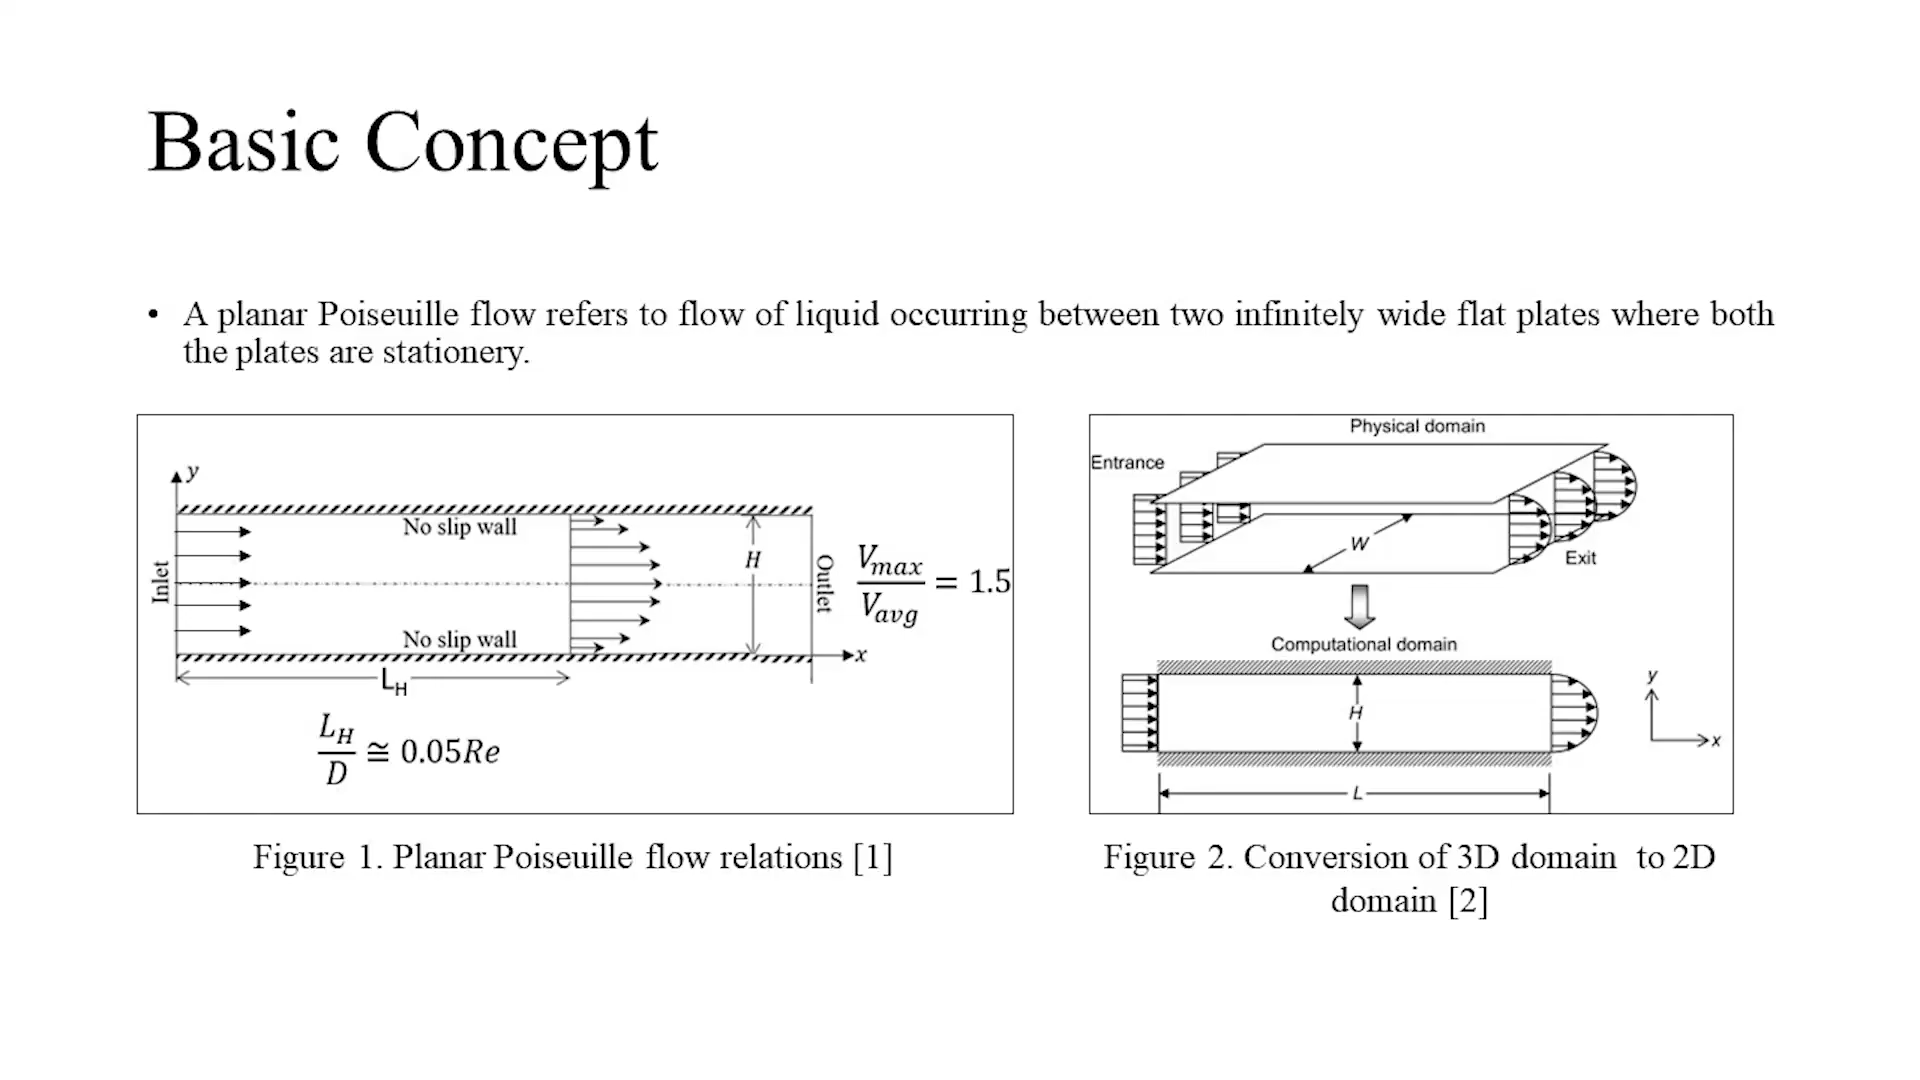 Basic Concept
• A planar Poiseuille flow refers to flow of liquid occurring between two infinitely wide flat plates where both
the plates are stationery.
y
No slip wall
Inlet
H
Outlet
V_max / V_avg = 1.5
No slip wall
x
L_H
L_H / D ≅ 0.05Re
Figure 1. Planar Poiseuille flow relations [1]
Physical domain
Entrance
W
Exit
Computational domain
H
y
x
L
Figure 2. Conversion of 3D domain to 2D
domain [2]